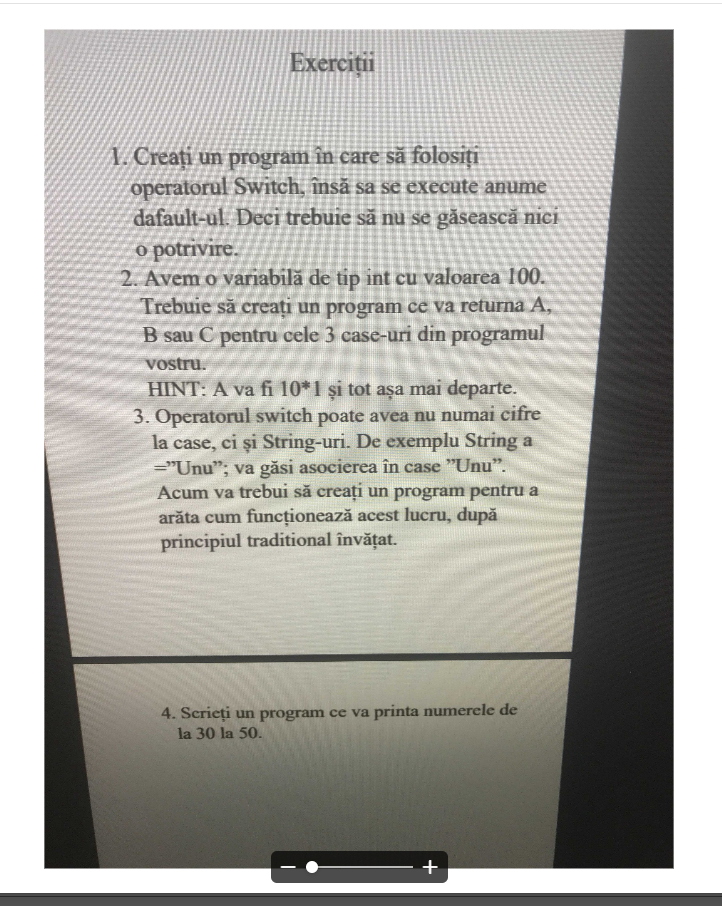 Exerciții
1. Creați un program în care să folosiți
operatorul Switch, însă sa se execute anume
dafault-ul. Deci trebuie să nu se găsească nici
o potrivire.
2. Avem o variabilă de tip int cu valoarea 100.
Trebuie să creați un program ce va returna A,
B sau C pentru cele 3 case-uri din programul
vostru.
HINT: A va fi 10*1 și tot așa mai departe.
3. Operatorul switch poate avea nu numai cifre
la case, ci și String-uri. De exemplu String a
=”Unu”; va găsi asocierea în case ”Unu”.
Acum va trebui să creați un program pentru a
arăta cum funcționează acest lucru, după
principiul traditional învățat.
4. Scrieți un program ce va printa numerele de
la 30 la 50.